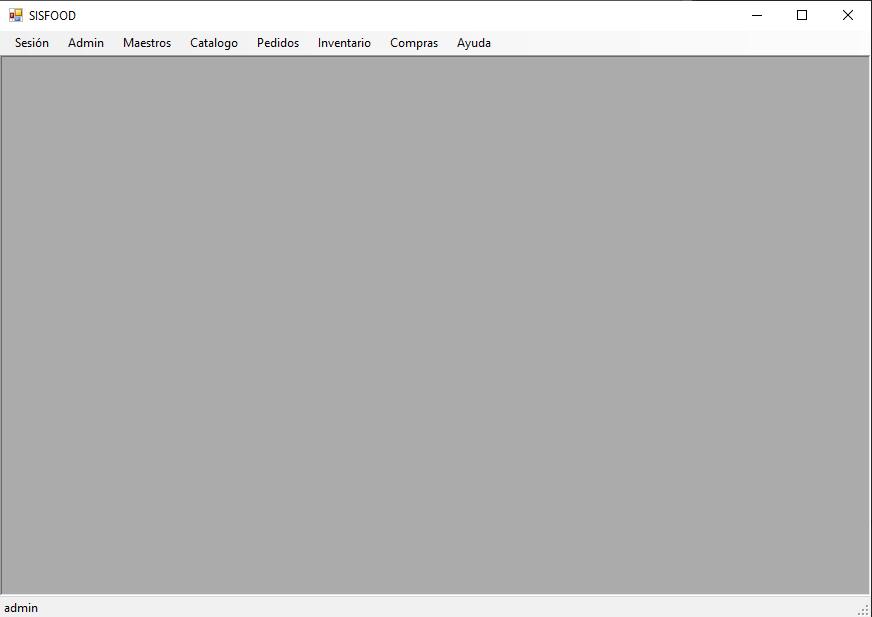 SISFOOD
Sesión Admin Maestros Catalogo Pedidos Inventario Compras Ayuda
admin